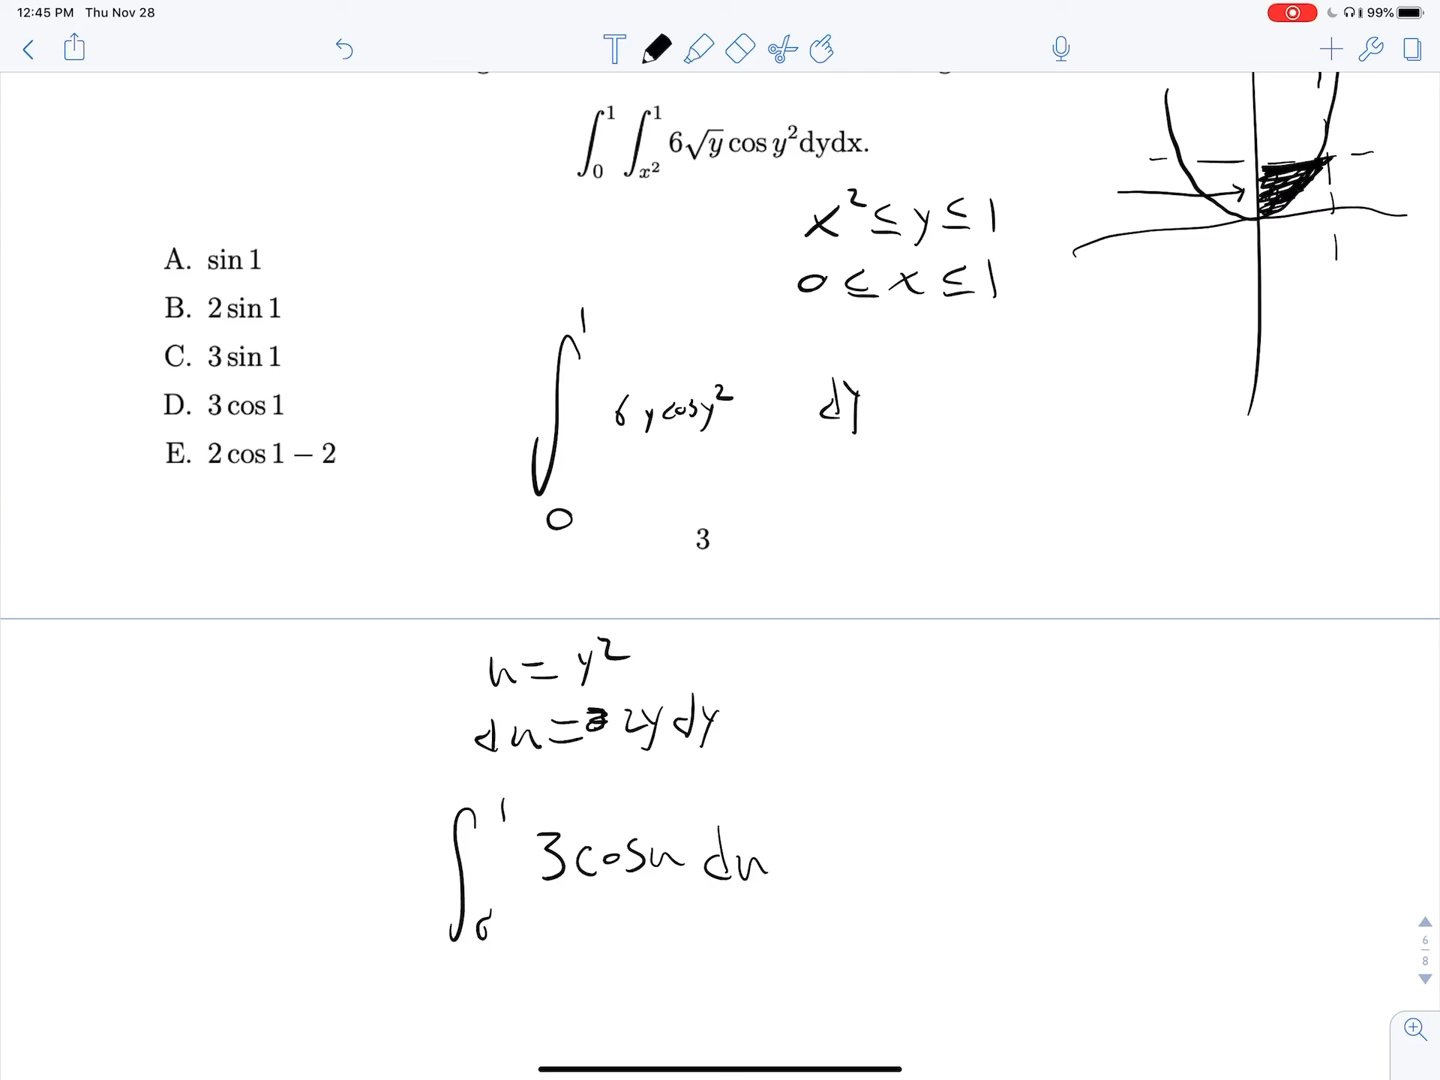 12:45 PM Thu Nov 28
99%
∫₀¹ ∫ₓ²¹ 6√y cos y² dydx.
x² ≤ y ≤ 1
0 ≤ x ≤ 1
1
A. sin 1
B. 2 sin 1
C. 3 sin 1
D. 3 cos 1
E. 2 cos 1 − 2
∫₀¹ 6 y cos y² dy
3
u = y²
du = 2y dy
∫₀¹ 3 cos u du
6
8